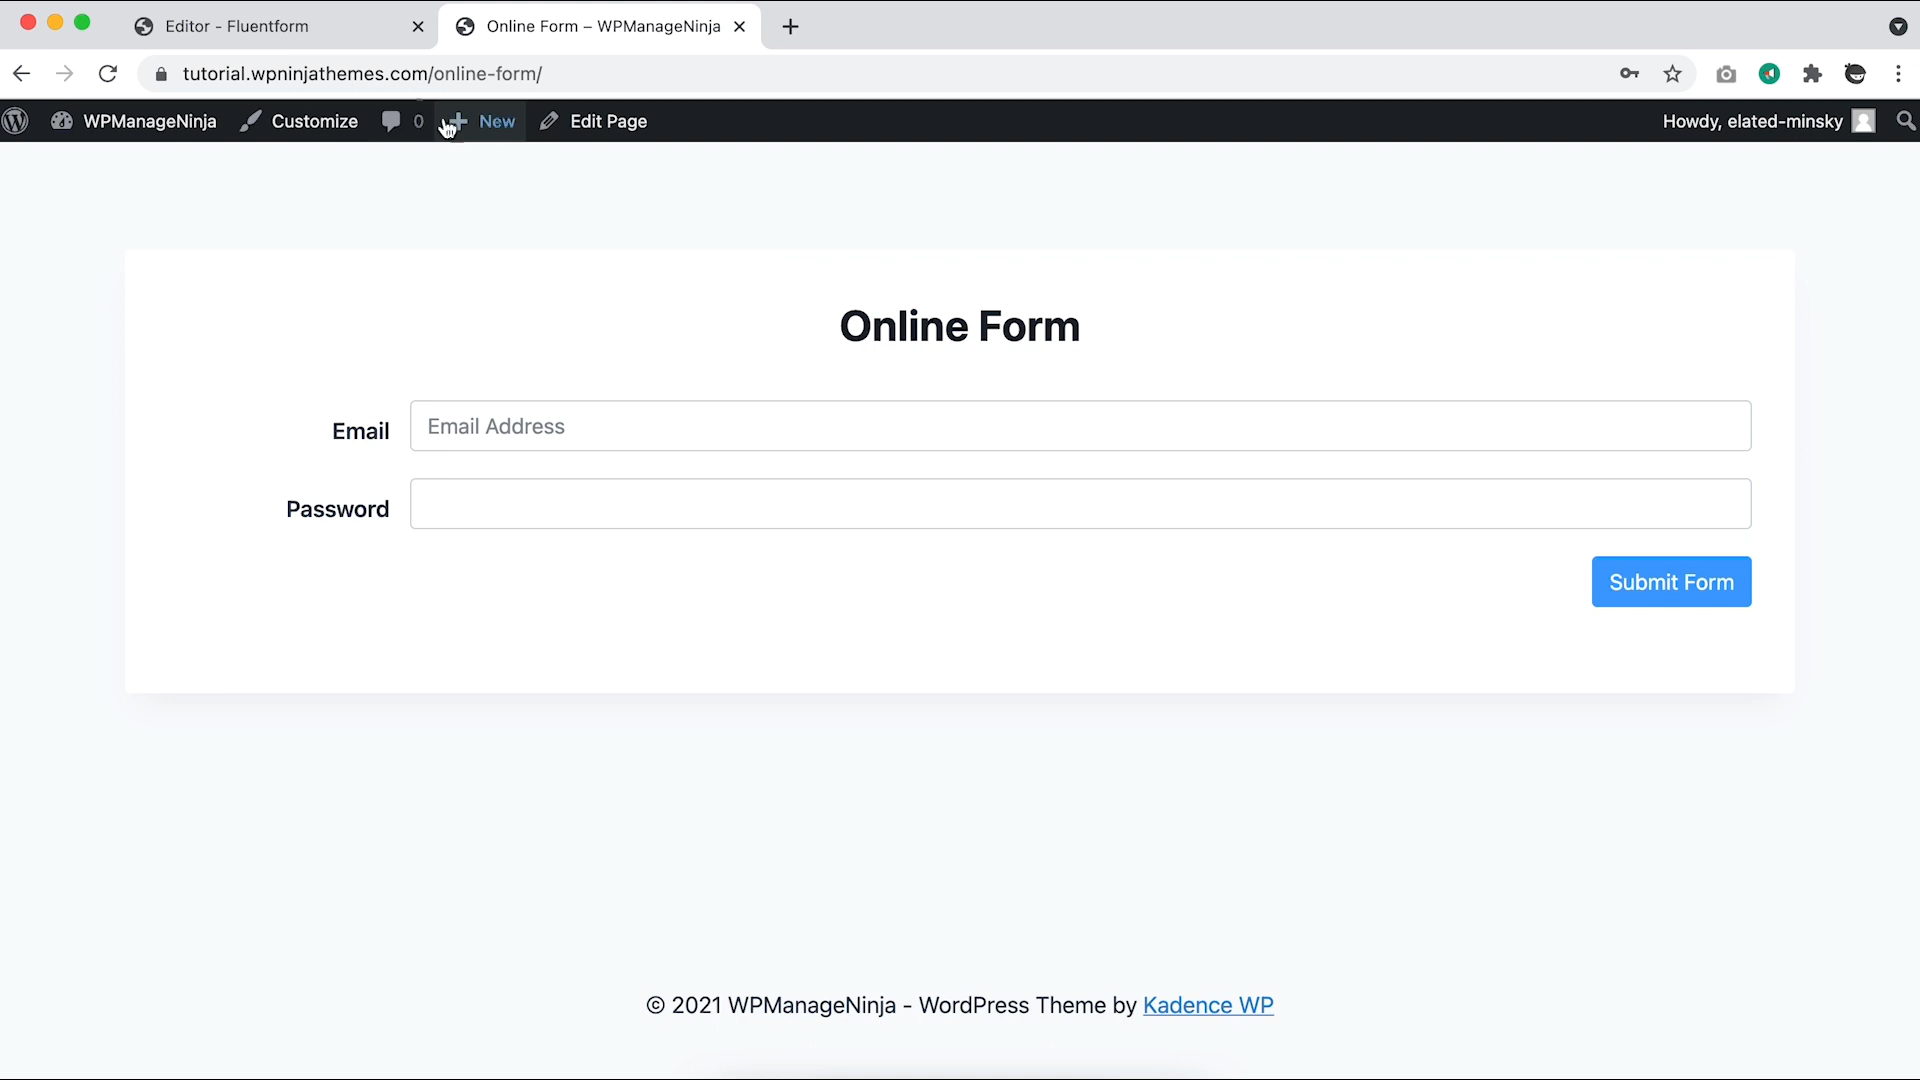 Editor - Fluentform
Online Form – WPManageNinja
tutorial.wpninjathemes.com/online-form/
WPManageNinja Customize 0 New Edit Page Howdy, elated-minsky
Online Form
Email Email Address
Password
Submit Form
© 2021 WPManageNinja - WordPress Theme by Kadence WP